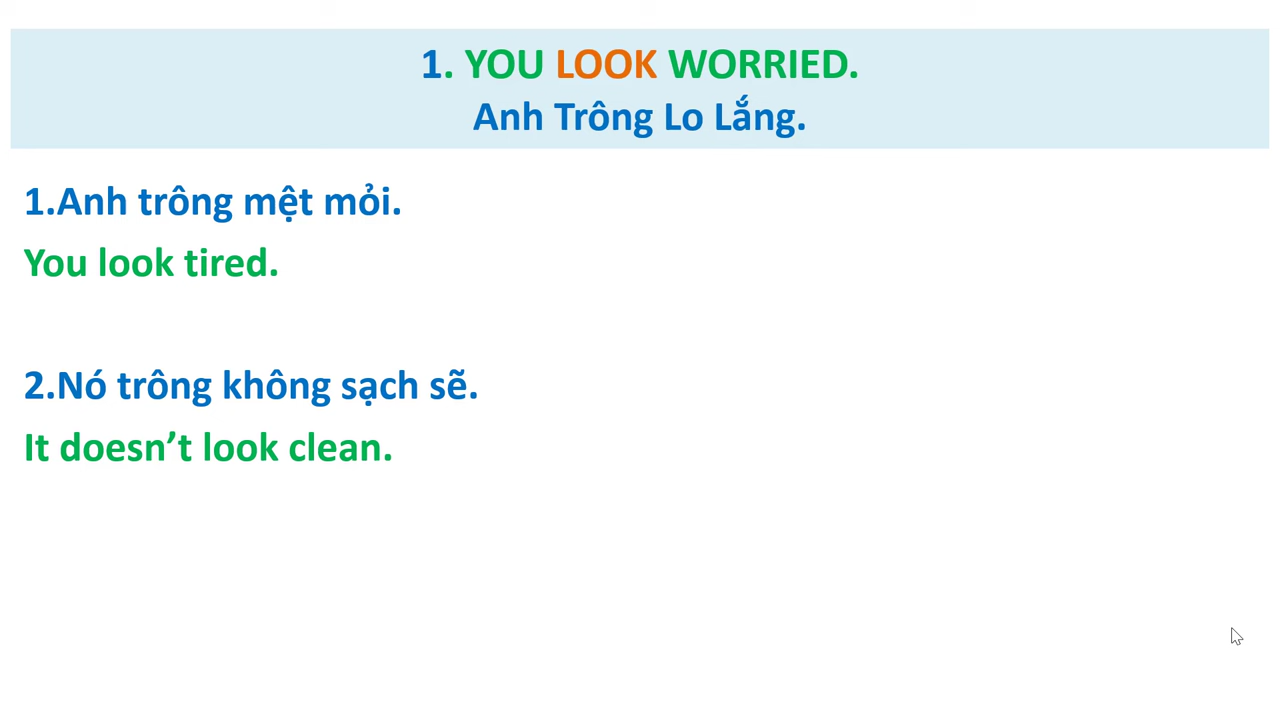 1. YOU LOOK WORRIED.
Anh Trông Lo Lắng.
1.Anh trông mệt mỏi.
You look tired.
2.Nó trông không sạch sẽ.
It doesn’t look clean.